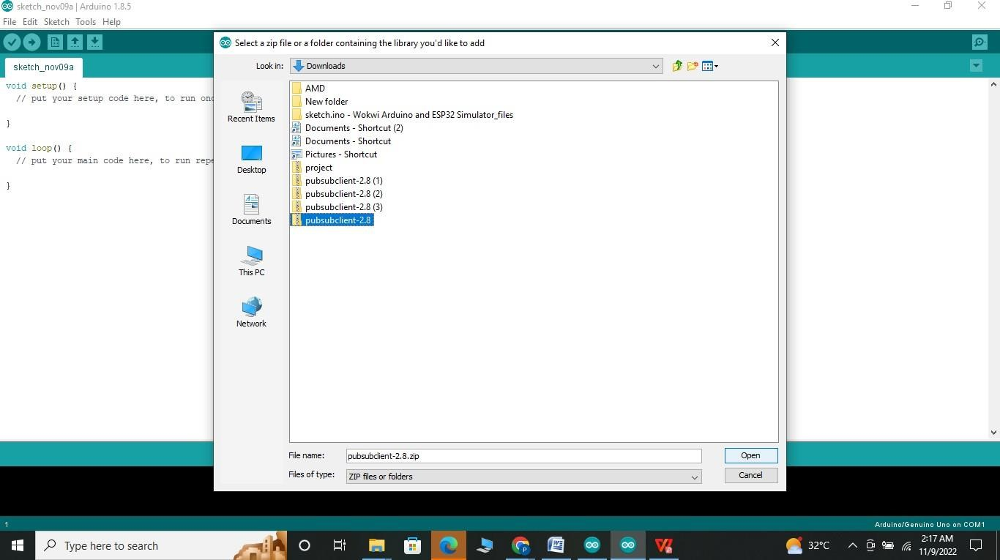 sketch_nov09a | Arduino 1.8.5
File Edit Sketch Tools Help
Select a zip file or a folder containing the library you'd like to add
Look in: Downloads
sketch_nov09a
void setup() {
// put your setup code here, to run onc
}
void loop() {
// put your main code here, to run repe
}
Recent Items
Desktop
Documents
This PC
Network
AMD
New folder
sketch.ino - Wokwi Arduino and ESP32 Simulator_files
Documents - Shortcut (2)
Documents - Shortcut
Pictures - Shortcut
project
pubsubclient-2.8 (1)
pubsubclient-2.8 (2)
pubsubclient-2.8 (3)
pubsubclient-2.8
File name: pubsubclient-2.8.zip Open
Files of type: ZIP files or folders Cancel
1 Arduino/Genuino Uno on COM1
Type here to search
32°C
2:17 AM
11/9/2022